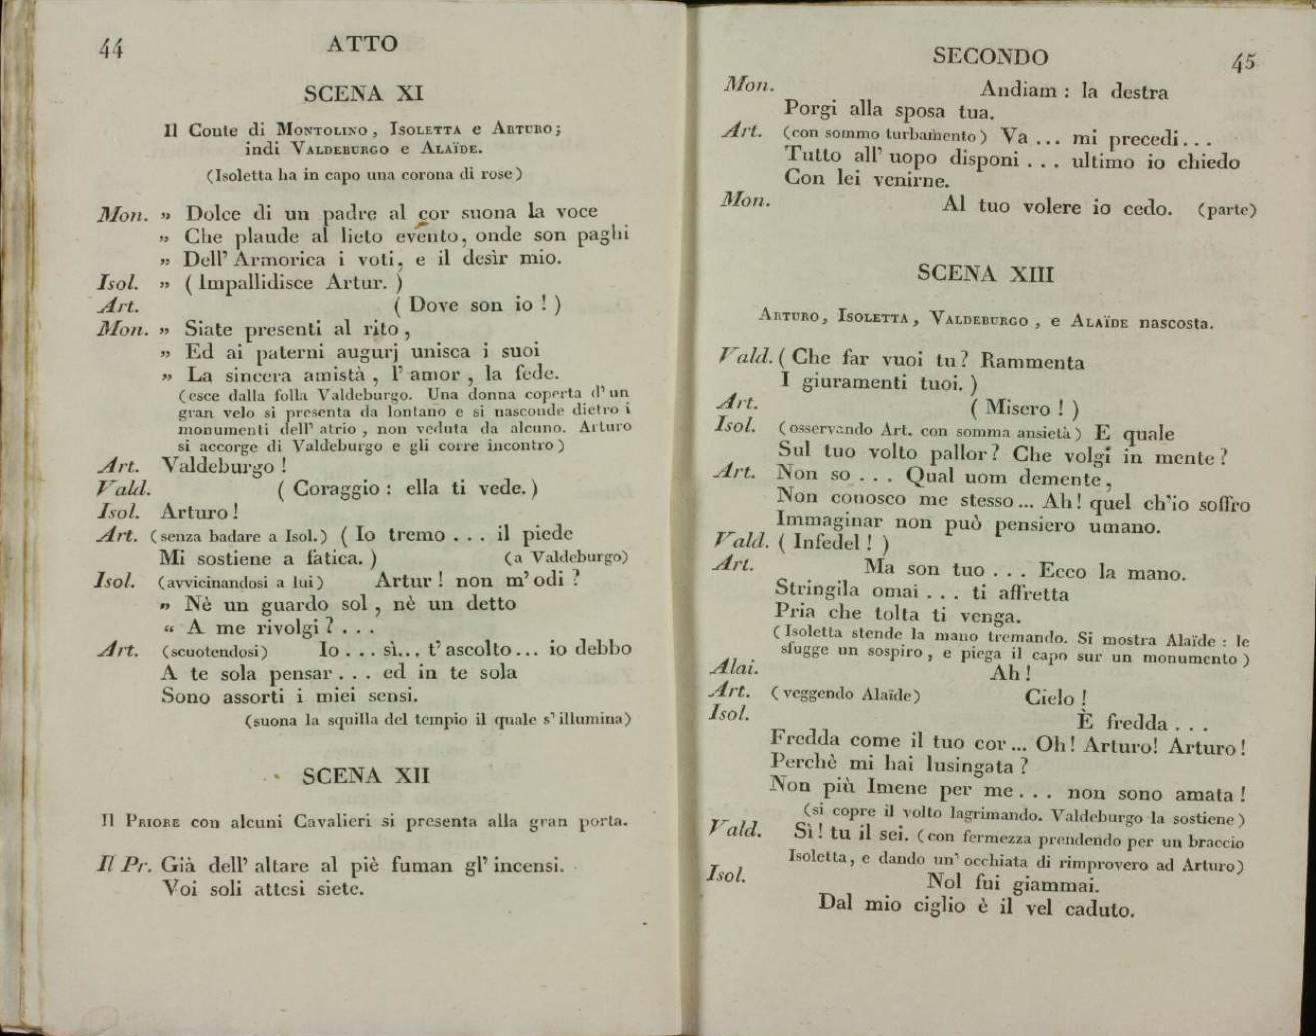 44
ATTO
SCENA XI
Il Conte di MONTOLINO, ISOLETTA e ARTURO;
indi VALDEBURGO e ALAÏDE.
(Isoletta ha in capo una corona di rose)
Mon. „ Dolce di un padre al cor suona la voce
„ Che plaude al lieto evento, onde son paghi
„ Dell' Armorica i voti, e il desìr mio.
Isol. „ ( Impallidisce Artur. )
Art. ( Dove son io ! )
Mon. „ Siate presenti al rito,
„ Ed ai paterni augurj unisca i suoi
„ La sincera amistà, l' amor, la fede.
(esce dalla folla Valdeburgo. Una donna coperta d' un
gran velo si presenta da lontano e si nasconde dietro i
monumenti dell' atrio, non veduta da alcuno. Arturo
si accorge di Valdeburgo e gli corre incontro)
Art. Valdeburgo !
Vald. ( Coraggio : ella ti vede. )
Isol. Arturo !
Art. (senza badare a Isol.) ( Io tremo . . . il piede
Mi sostiene a fatica. ) (a Valdeburgo)
Isol. (avvicinandosi a lui) Artur ! non m' odi ?
„ Nè un guardo sol, nè un detto
“ A me rivolgi ? . . .
Art. (scuotendosi) Io . . . sì... t' ascolto... io debbo
A te sola pensar . . . ed in te sola
Sono assorti i miei sensi.
(suona la squilla del tempio il quale s' illumina)
SCENA XII
Il PRIORE con alcuni Cavalieri si presenta alla gran porta.
Il Pr. Già dell' altare al piè fuman gl' incensi.
Voi soli attesi siete.
SECONDO
45
Mon. Andiam : la destra
Porgi alla sposa tua.
Art. (con sommo turbamento) Va ... mi precedi...
Tutto all' uopo disponi . . . ultimo io chiedo
Con lei venirne.
Mon. Al tuo volere io cedo. (parte)
SCENA XIII
ARTURO, ISOLETTA, VALDEBURGO, e ALAÏDE nascosta.
Vald. ( Che far vuoi tu ? Rammenta
I giuramenti tuoi. )
Art. ( Misero ! )
Isol. (osservando Art. con somma ansietà) E quale
Sul tuo volto pallor ? Che volgi in mente ?
Art. Non so . . . Qual uom demente,
Non conosco me stesso ... Ah! quel ch'io soffro
Immaginar non può pensiero umano.
Vald. ( Infedel ! )
Art. Ma son tuo . . . Ecco la mano.
Stringila omai . . . ti affretta
Pria che tolta ti venga.
( Isoletta stende la mano tremando. Si mostra Alaïde : le
sfugge un sospiro, e piega il capo sur un monumento )
Alai. Ah !
Art. (veggendo Alaïde) Cielo !
Isol. È fredda . . .
Fredda come il tuo cor ... Oh! Arturo! Arturo !
Perchè mi hai lusingata ?
Non più Imene per me . . . non sono amata !
(si copre il volto lagrimando. Valdeburgo la sostiene)
Vald. Sì ! tu il sei. (con fermezza prendendo per un braccio
Isoletta, e dando un' occhiata di rimprovero ad Arturo)
Isol. Nol fui giammai.
Dal mio ciglio è il vel caduto.